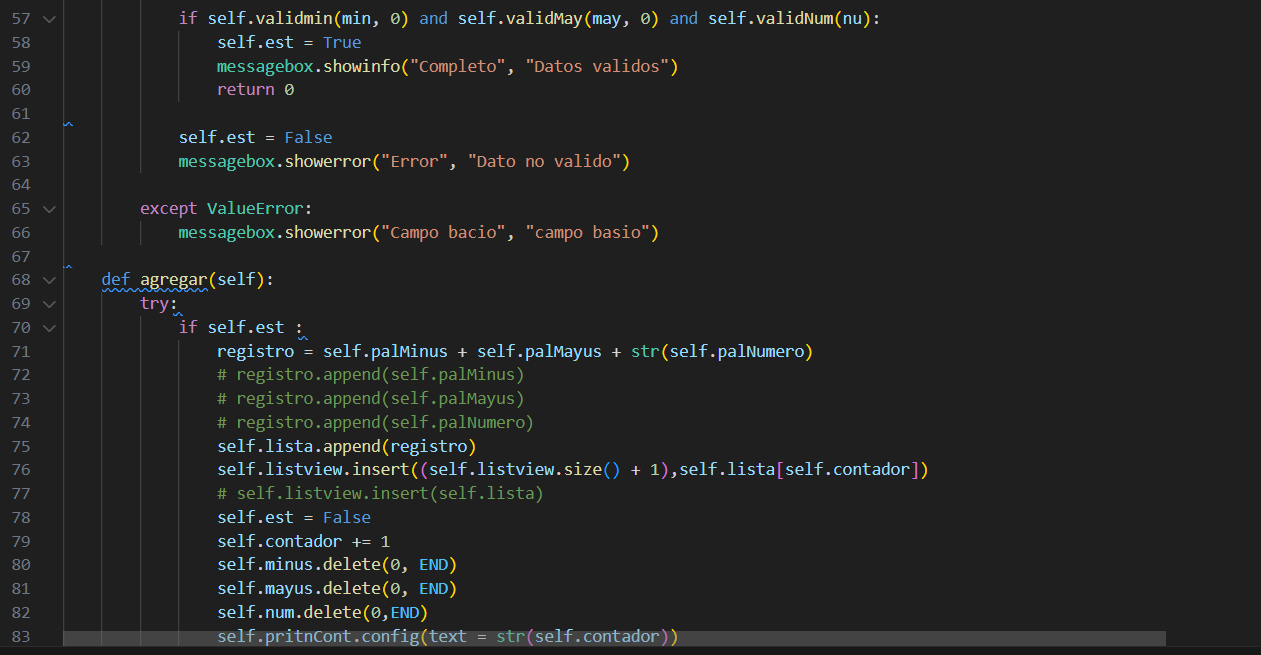 57 if self.validmin(min, 0) and self.validMay(may, 0) and self.validNum(nu):
58 self.est = True
59 messagebox.showinfo("Completo", "Datos validos")
60 return 0
61
62 self.est = False
63 messagebox.showerror("Error", "Dato no valido")
64
65 except ValueError:
66 messagebox.showerror("Campo bacio", "campo basio")
67
68 def agregar(self):
69 try:
70 if self.est :
71 registro = self.palMinus + self.palMayus + str(self.palNumero)
72 # registro.append(self.palMinus)
73 # registro.append(self.palMayus)
74 # registro.append(self.palNumero)
75 self.lista.append(registro)
76 self.listview.insert((self.listview.size() + 1),self.lista[self.contador])
77 # self.listview.insert(self.lista)
78 self.est = False
79 self.contador += 1
80 self.minus.delete(0, END)
81 self.mayus.delete(0, END)
82 self.num.delete(0,END)
83 self.pritnCont.config(text = str(self.contador))